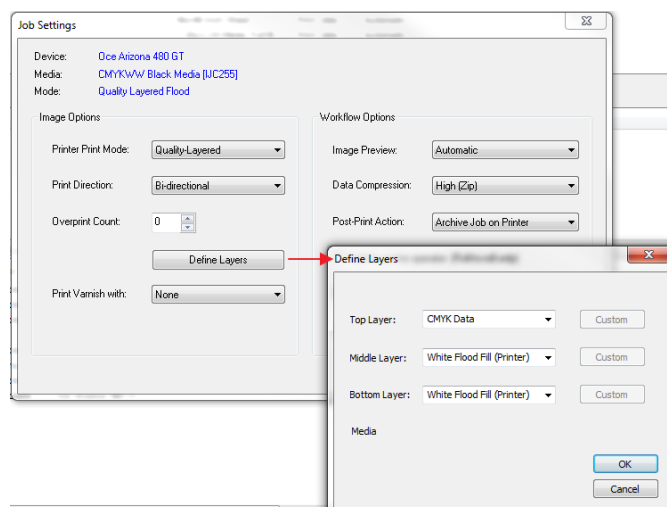 Job Settings
Device: Oce Arizona 480 GT
Media: CMYKWW Black Media [IJC255]
Mode: Quality Layered Flood
Image Options
Workflow Options
Printer Print Mode: Quality-Layered
Image Preview: Automatic
Print Direction: Bi-directional
Data Compression: High (Zip)
Overprint Count: 0
Post-Print Action: Archive Job on Printer
Define Layers
Print Varnish with: None
Define Layers
Top Layer: CMYK Data Custom
Middle Layer: White Flood Fill (Printer) Custom
Bottom Layer: White Flood Fill (Printer) Custom
Media
OK
Cancel